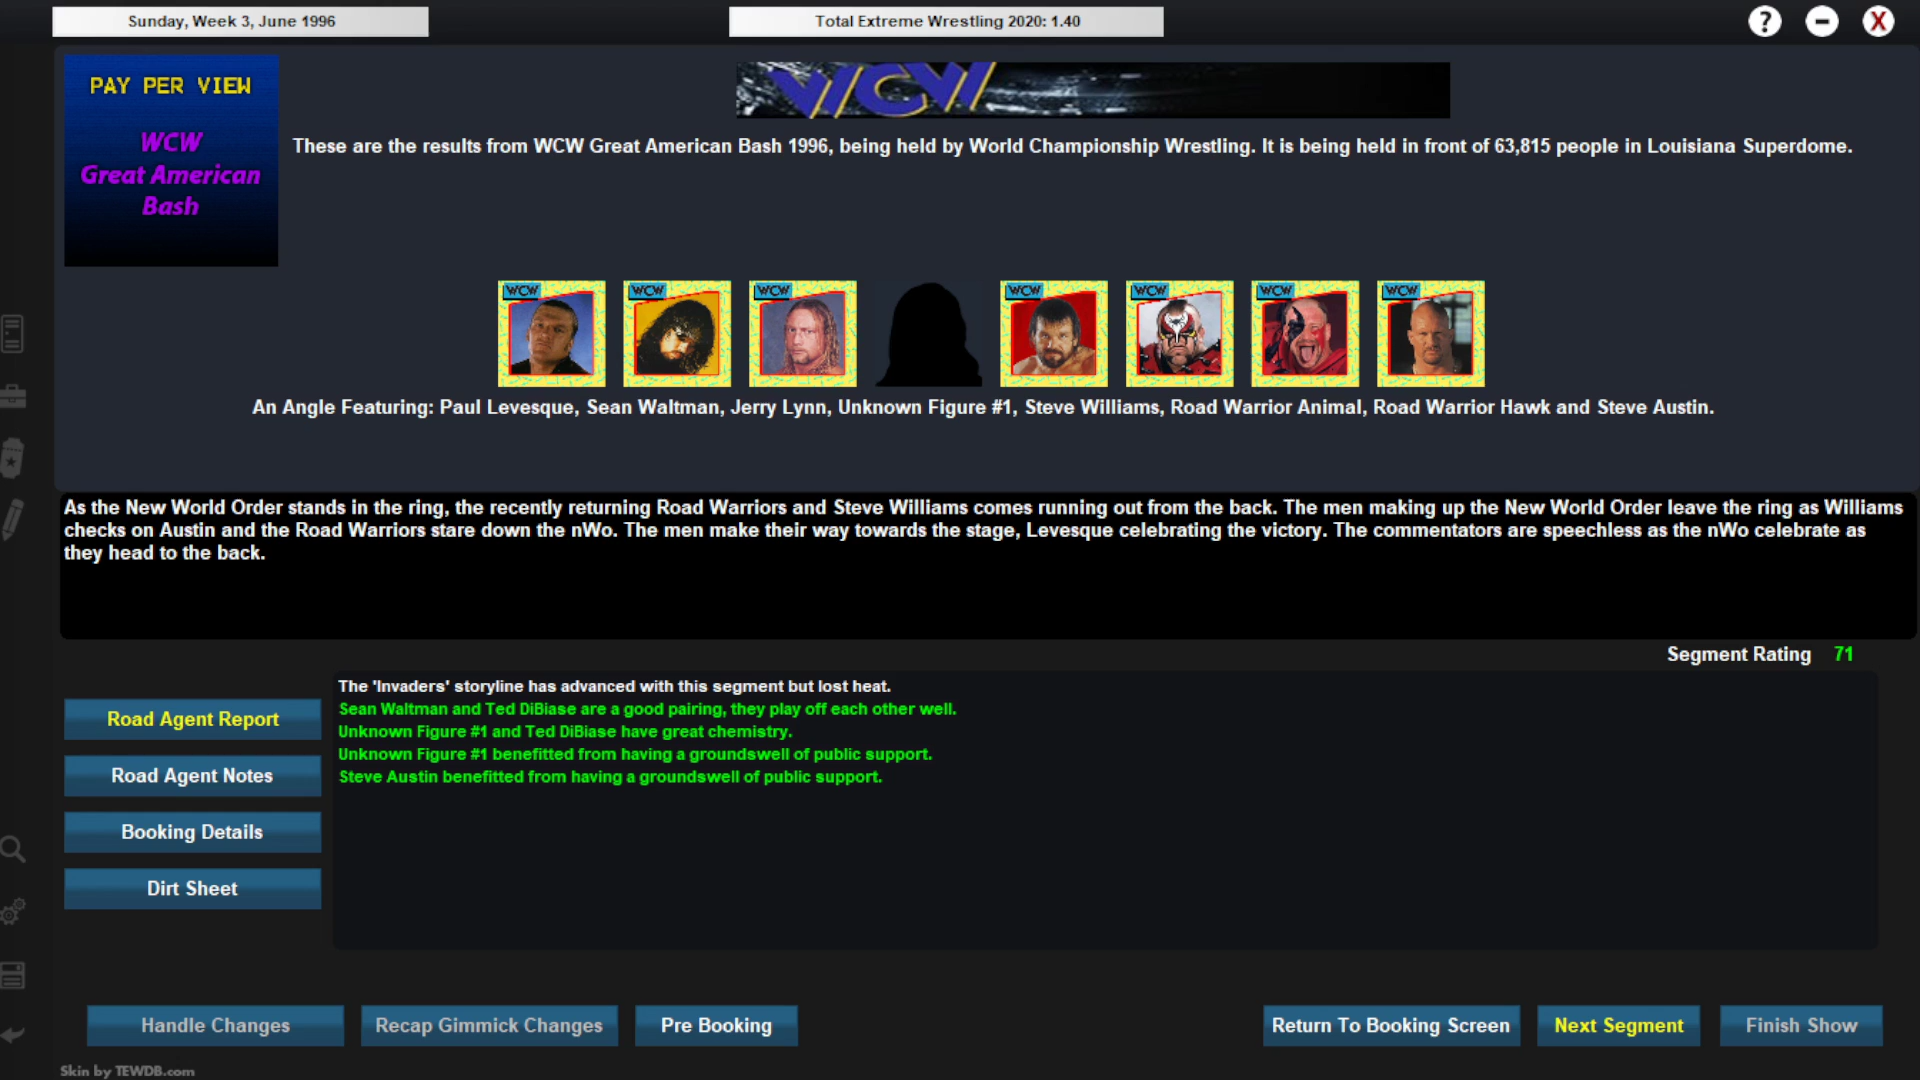 Sunday, Week 3, June 1996
Total Extreme Wrestling 2020: 1.40
?
X
PAY PER VIEW
WCW
Great American
Bash
WCW
These are the results from WCW Great American Bash 1996, being held by World Championship Wrestling. It is being held in front of 63,815 people in Louisiana Superdome.
WCW
WCW
WCW
WCW
WCW
WCW
WCW
An Angle Featuring: Paul Levesque, Sean Waltman, Jerry Lynn, Unknown Figure #1, Steve Williams, Road Warrior Animal, Road Warrior Hawk and Steve Austin.
As the New World Order stands in the ring, the recently returning Road Warriors and Steve Williams comes running out from the back. The men making up the New World Order leave the ring as Williams
checks on Austin and the Road Warriors stare down the nWo. The men make their way towards the stage, Levesque celebrating the victory. The commentators are speechless as the nWo celebrate as
they head to the back.
Segment Rating 71
Road Agent Report
Road Agent Notes
Booking Details
Dirt Sheet
The 'Invaders' storyline has advanced with this segment but lost heat.
Sean Waltman and Ted DiBiase are a good pairing, they play off each other well.
Unknown Figure #1 and Ted DiBiase have great chemistry.
Unknown Figure #1 benefitted from having a groundswell of public support.
Steve Austin benefitted from having a groundswell of public support.
Handle Changes
Recap Gimmick Changes
Pre Booking
Return To Booking Screen
Next Segment
Finish Show
Skin by TEWDB.com